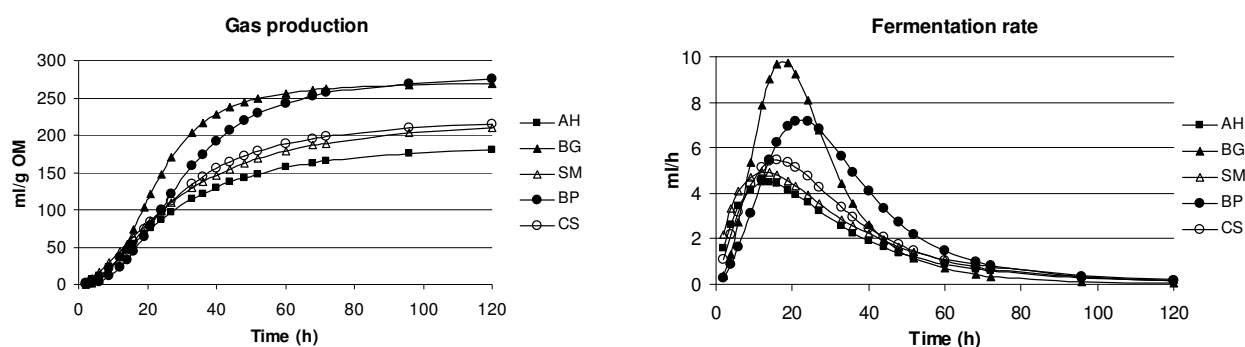 Gas production
300
250
200
150
100
50
0
ml/g OM
0 20 40 60 80 100 120
Time (h)
AH
BG
SM
BP
CS
Fermentation rate
10
8
6
4
2
0
ml/h
0 20 40 60 80 100 120
Time (h)
AH
BG
SM
BP
CS